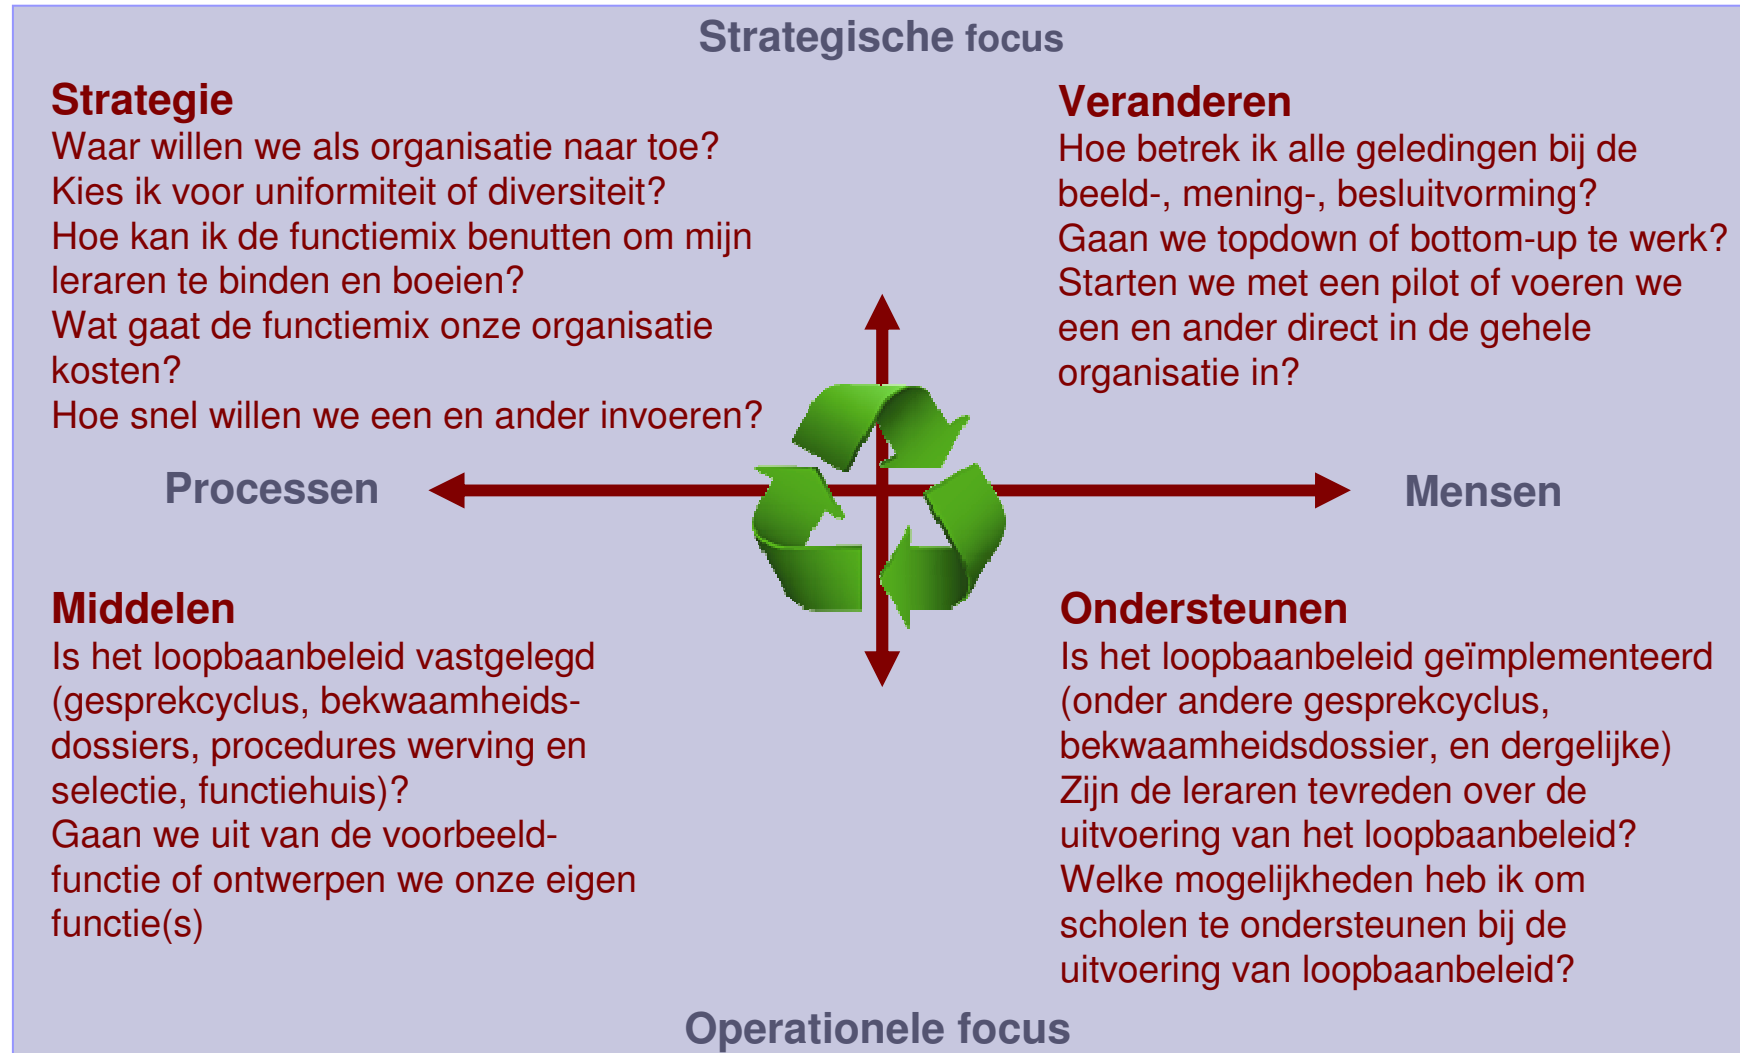 Strategische focus
Strategie
Waar willen we als organisatie naar toe?
Kies ik voor uniformiteit of diversiteit?
Hoe kan ik de functiemix benutten om mijn
leraren te binden en boeien?
Wat gaat de functiemix onze organisatie
kosten?
Hoe snel willen we een en ander invoeren?
Veranderen
Hoe betrek ik alle geledingen bij de
beeld-, mening-, besluitvorming?
Gaan we topdown of bottom-up te werk?
Starten we met een pilot of voeren we
een en ander direct in de gehele
organisatie in?
Processen
Mensen
Middelen
Is het loopbaanbeleid vastgelegd
(gesprekcyclus, bekwaamheids-
dossiers, procedures werving en
selectie, functiehuis)?
Gaan we uit van de voorbeeld-
functie of ontwerpen we onze eigen
functie(s)
Ondersteunen
Is het loopbaanbeleid geïmplementeerd
(onder andere gesprekcyclus,
bekwaamheidsdossier, en dergelijke)
Zijn de leraren tevreden over de
uitvoering van het loopbaanbeleid?
Welke mogelijkheden heb ik om
scholen te ondersteunen bij de
uitvoering van loopbaanbeleid?
Operationele focus